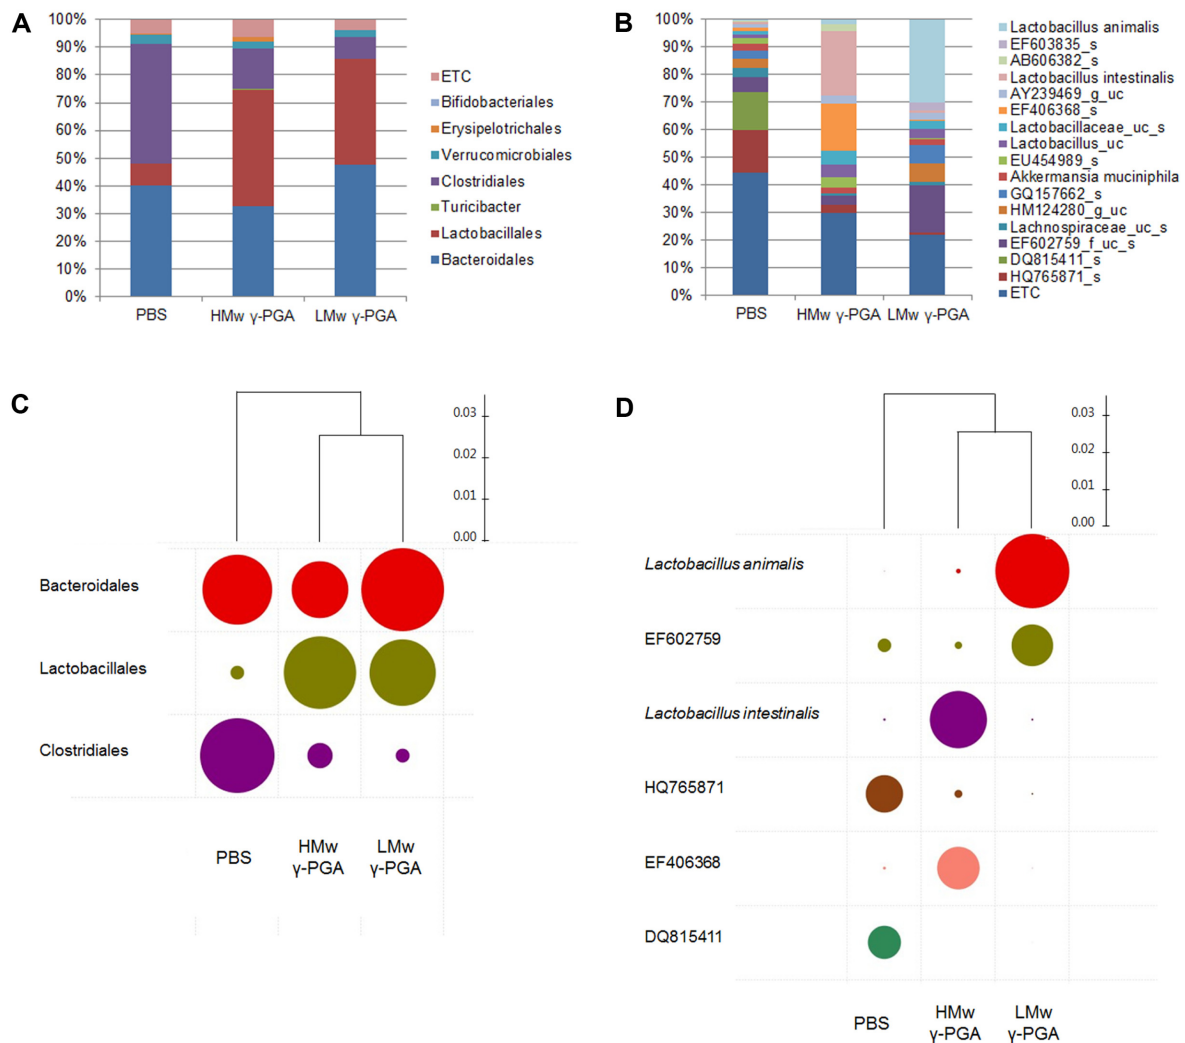 A
100%
90%
80%
70%
60%
50%
40%
30%
20%
10%
0%
PBS
HMw γ-PGA
LMw γ-PGA
ETC
Bifidobacteriales
Erysipelotrichales
Verrucomicrobiales
Clostridiales
Turicibacter
Lactobacillales
Bacteroidales
B
100%
90%
80%
70%
60%
50%
40%
30%
20%
10%
0%
PBS
HMw γ-PGA
LMw γ-PGA
Lactobacillus animalis
EF603835_s
AB606382_s
Lactobacillus intestinalis
AY239469_g_uc
EF406368_s
Lactobacillaceae_uc_s
Lactobacillus_uc
EU454989_s
Akkermansia muciniphila
GQ157662_s
HM124280_g_uc
Lachnospiraceae_uc_s
EF602759_f_uc_s
DQ815411_s
HQ765871_s
ETC
C
0.03
0.02
0.01
0.00
Bacteroidales
Lactobacillales
Clostridiales
PBS
HMw
γ-PGA
LMw
γ-PGA
D
0.03
0.02
0.01
0.00
Lactobacillus animalis
EF602759
Lactobacillus intestinalis
HQ765871
EF406368
DQ815411
PBS
HMw
γ-PGA
LMw
γ-PGA